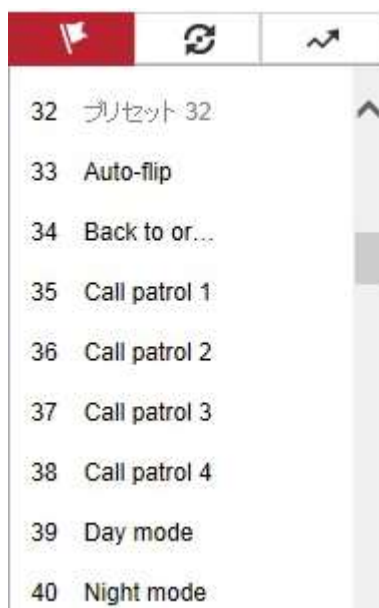 32 プリセット 32
33 Auto-flip
34 Back to or...
35 Call patrol 1
36 Call patrol 2
37 Call patrol 3
38 Call patrol 4
39 Day mode
40 Night mode